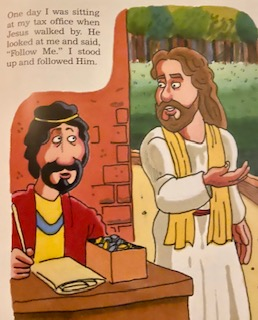 One day I was sitting
at my tax office when
Jesus walked by. He
looked at me and said,
“Follow Me.” I stood
up and followed Him.